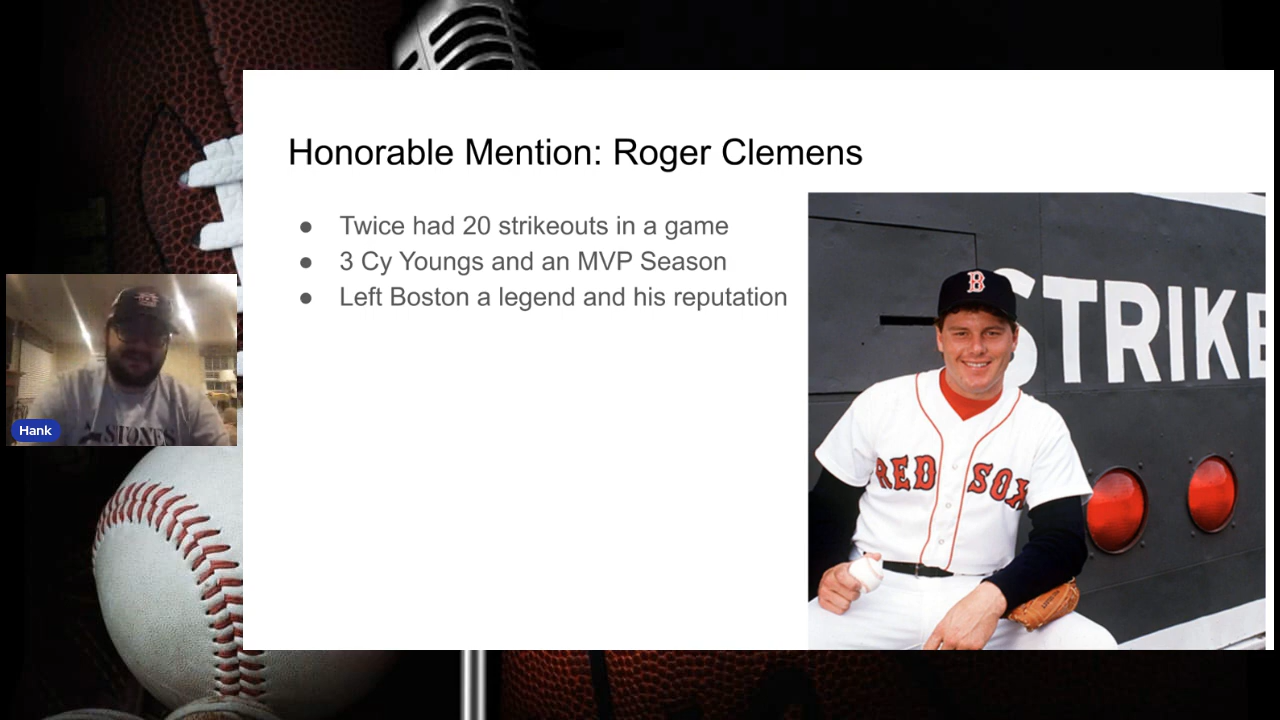 Honorable Mention: Roger Clemens
Twice had 20 strikeouts in a game
3 Cy Youngs and an MVP Season
Left Boston a legend and his reputation
B
STRIKE
RED SOX
STONES
Hank